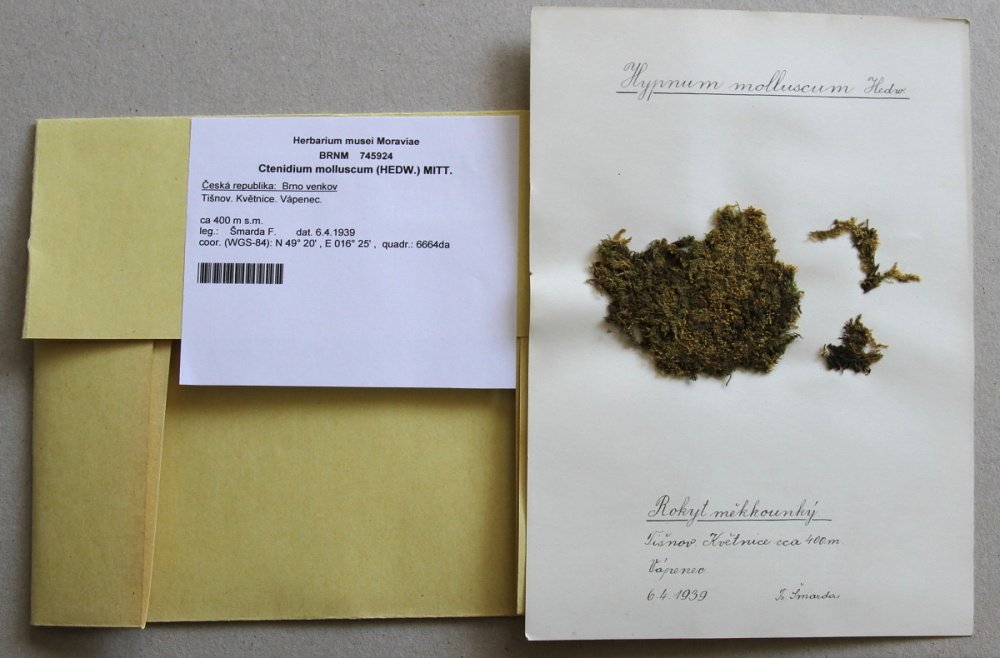 Herbarium musei Moraviae
BRNM 745924
Ctenidium molluscum (HEDW.) MITT.
Česká republika: Brno venkov
Tišnov. Květnice. Vápenec.
ca 400 m s.m.
leg.: Šmarda F. dat. 6.4.1939
coor. (WGS-84): N 49° 20' , E 016° 25' , quadr.: 6664da
Hypnum molluscum Hedw.
Rokyt měkkounký
Tišnov. Květnice cca 400m.
Vápenec
6.4.1939 Fr. Šmarda